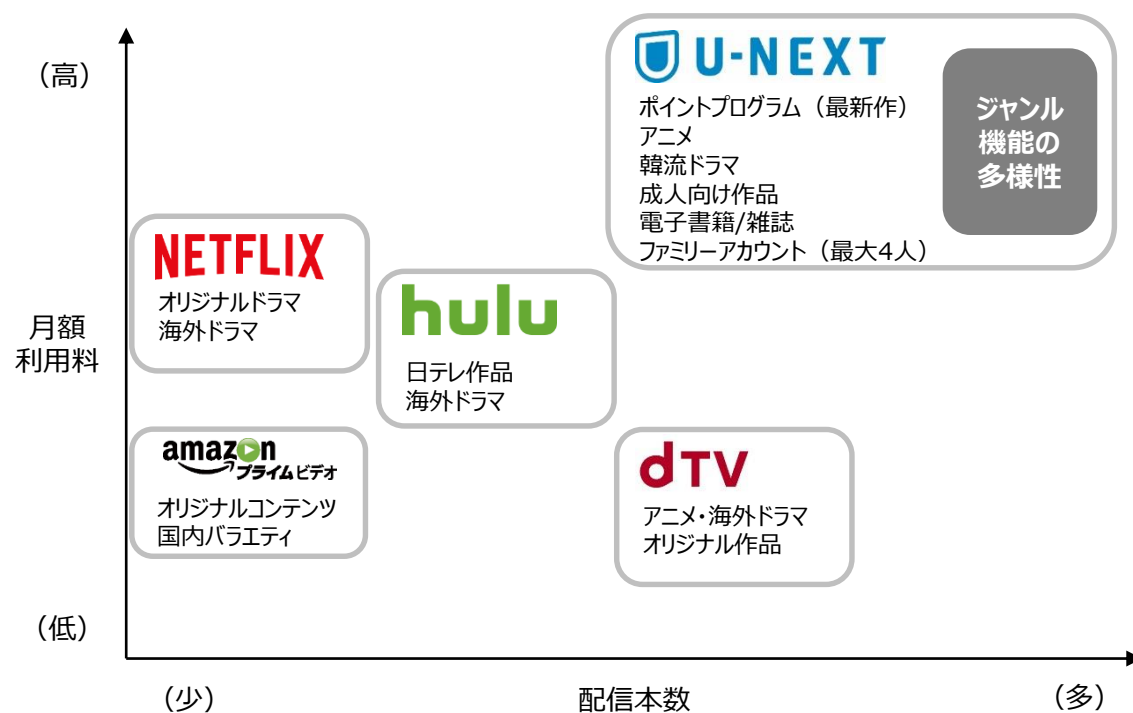 （高）
月額
利用料
（低）
U-NEXT
ポイントプログラム（最新作）
アニメ
韓流ドラマ
成人向け作品
電子書籍/雑誌
ファミリーアカウント（最大4人）
ジャンル
機能の
多様性
NETFLIX
オリジナルドラマ
海外ドラマ
hulu
日テレ作品
海外ドラマ
amazon
プライムビデオ
オリジナルコンテンツ
国内バラエティ
dTV
アニメ・海外ドラマ
オリジナル作品
（少）
配信本数
（多）